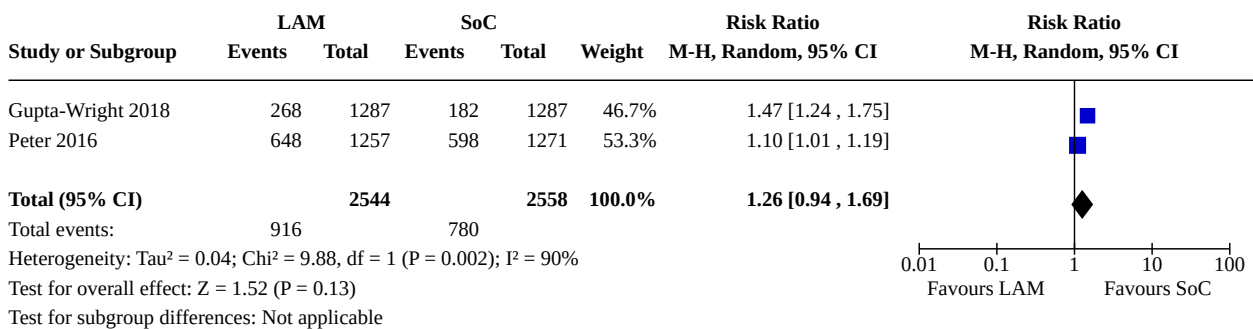 LAM SoC Risk Ratio Risk Ratio
Study or Subgroup Events Total Events Total Weight M-H, Random, 95% CI M-H, Random, 95% CI
Gupta-Wright 2018 268 1287 182 1287 46.7% 1.47 [1.24 , 1.75]
Peter 2016 648 1257 598 1271 53.3% 1.10 [1.01 , 1.19]
Total (95% CI) 2544 2558 100.0% 1.26 [0.94 , 1.69]
Total events: 916 780
Heterogeneity: Tau² = 0.04; Chi² = 9.88, df = 1 (P = 0.002); I² = 90%
Test for overall effect: Z = 1.52 (P = 0.13)
Test for subgroup differences: Not applicable
0.01 0.1 1 10 100
Favours LAM Favours SoC